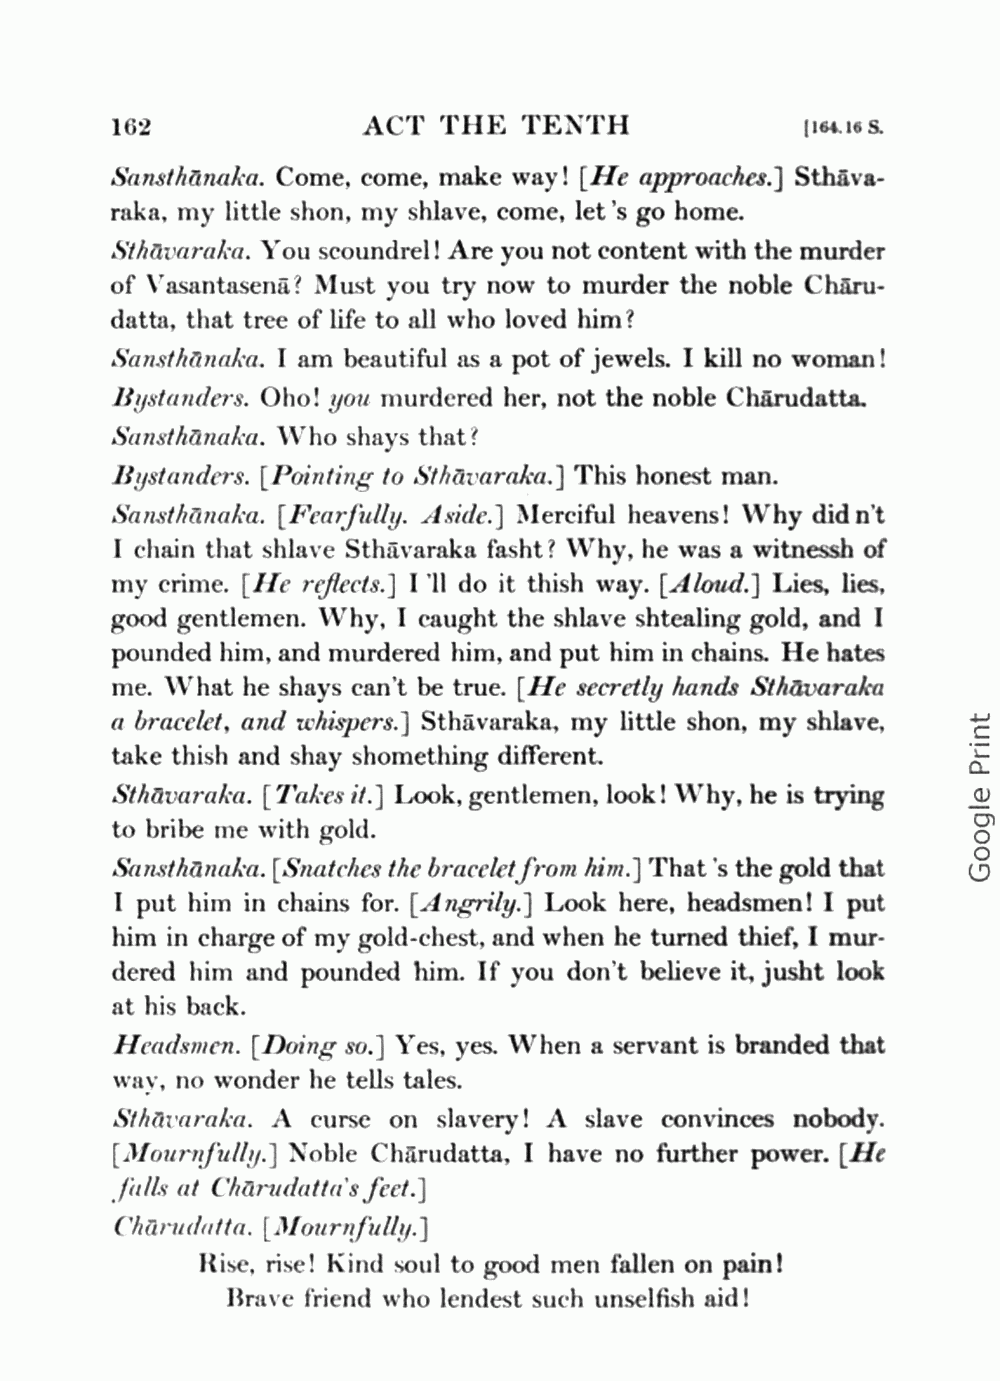 162 ACT THE TENTH [164.16 S.
Sansthānaka. Come, come, make way! [He approaches.] Sthāva-
raka, my little shon, my shlave, come, let 's go home.
Sthāvaraka. You scoundrel! Are you not content with the murder
of Vasantasenā? Must you try now to murder the noble Chāru-
datta, that tree of life to all who loved him?
Sansthānaka. I am beautiful as a pot of jewels. I kill no woman!
Bystanders. Oho! you murdered her, not the noble Chārudatta.
Sansthānaka. Who shays that?
Bystanders. [Pointing to Sthāvaraka.] This honest man.
Sansthānaka. [Fearfully. Aside.] Merciful heavens! Why didn't
I chain that shlave Sthāvaraka fasht? Why, he was a witnessh of
my crime. [He reflects.] I 'll do it thish way. [Aloud.] Lies, lies,
good gentlemen. Why, I caught the shlave shtealing gold, and I
pounded him, and murdered him, and put him in chains. He hates
me. What he shays can't be true. [He secretly hands Sthāvaraka
a bracelet, and whispers.] Sthāvaraka, my little shon, my shlave,
take thish and shay shomething different.
Sthāvaraka. [Takes it.] Look, gentlemen, look! Why, he is trying
to bribe me with gold.
Sansthānaka. [Snatches the bracelet from him.] That 's the gold that
I put him in chains for. [Angrily.] Look here, headsmen! I put
him in charge of my gold-chest, and when he turned thief, I mur-
dered him and pounded him. If you don't believe it, jusht look
at his back.
Headsmen. [Doing so.] Yes, yes. When a servant is branded that
way, no wonder he tells tales.
Sthāvaraka. A curse on slavery! A slave convinces nobody.
[Mournfully.] Noble Chārudatta, I have no further power. [He
falls at Chārudatta's feet.]
Chārudatta. [Mournfully.]
Rise, rise! Kind soul to good men fallen on pain!
Brave friend who lendest such unselfish aid!
Google Print